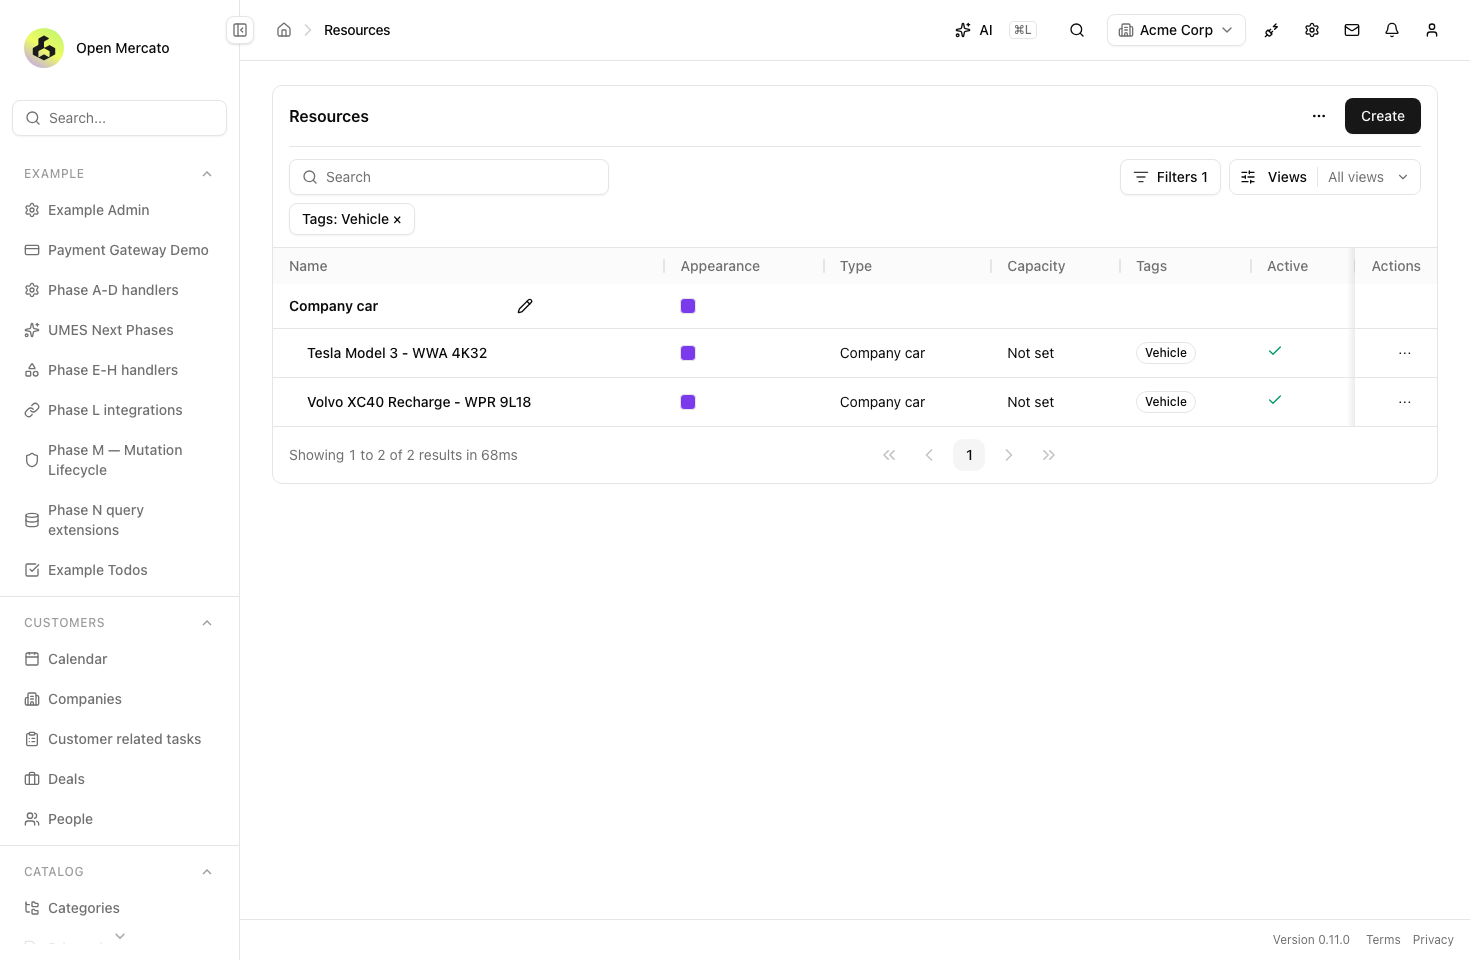 Open Mercato
Resources
AI
⌘L
Acme Corp
Search...
EXAMPLE
Example Admin
Payment Gateway Demo
Phase A-D handlers
UMES Next Phases
Phase E-H handlers
Phase L integrations
Phase M — Mutation
Lifecycle
Phase N query
extensions
Example Todos
CUSTOMERS
Calendar
Companies
Customer related tasks
Deals
People
CATALOG
Categories
Resources
Create
Search
Filters 1
Views
All views
Tags: Vehicle ×
Name Appearance Type Capacity Tags Active Actions
Company car
Tesla Model 3 - WWA 4K32 Company car Not set Vehicle
Volvo XC40 Recharge - WPR 9L18 Company car Not set Vehicle
Showing 1 to 2 of 2 results in 68ms
1
Version 0.11.0 Terms Privacy